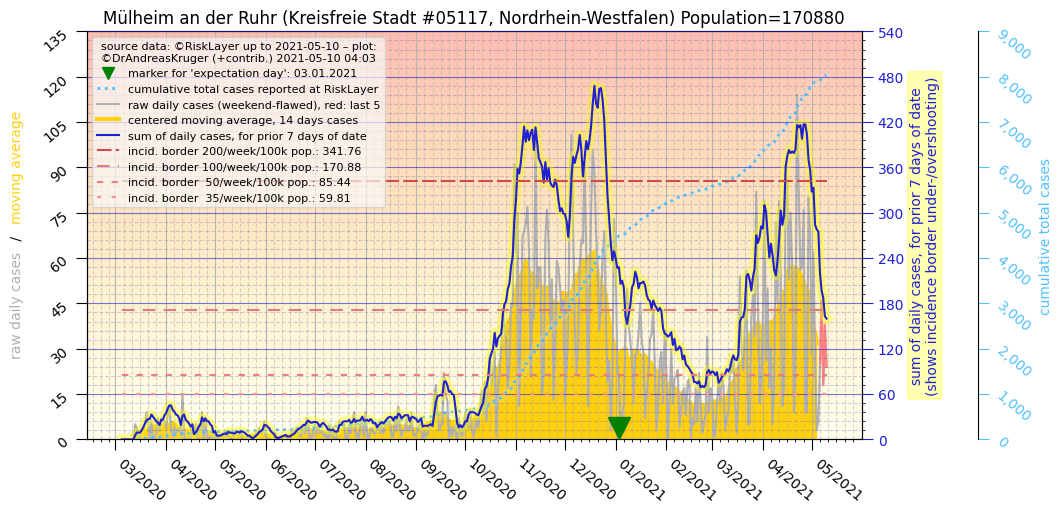 Mülheim an der Ruhr (Kreisfreie Stadt #05117, Nordrhein-Westfalen) Population=170880
source data: ©RiskLayer up to 2021-05-10 – plot:
©DrAndreasKruger (+contrib.) 2021-05-10 04:03
marker for 'expectation day': 03.01.2021
cumulative total cases reported at RiskLayer
raw daily cases (weekend-flawed), red: last 5
centered moving average, 14 days cases
sum of daily cases, for prior 7 days of date
incid. border 200/week/100k pop.: 341.76
incid. border 100/week/100k pop.: 170.88
incid. border 50/week/100k pop.: 85.44
incid. border 35/week/100k pop.: 59.81
raw daily cases / moving average
135
120
105
90
75
60
45
30
15
0
03/2020
04/2020
05/2020
06/2020
07/2020
08/2020
09/2020
10/2020
11/2020
12/2020
01/2021
02/2021
03/2021
04/2021
05/2021
540
480
420
360
300
240
180
120
60
0
sum of daily cases, for prior 7 days of date
(shows incidence border under-/overshooting)
9,000
8,000
7,000
6,000
5,000
4,000
3,000
2,000
1,000
0
cumulative total cases